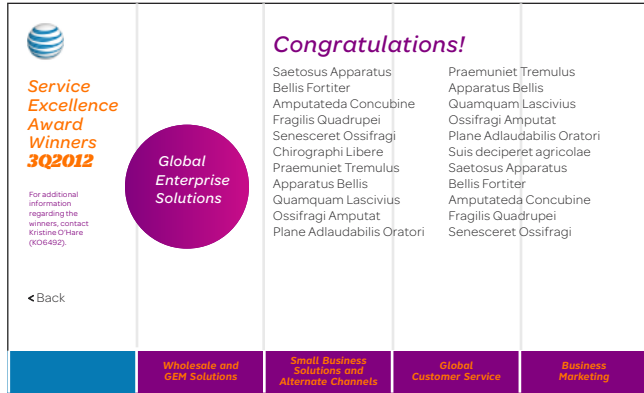 Service
Excellence
Award
Winners
3Q2012
For additional
information
regarding the
winners, contact
Kristine O'Hare
(KO6492).
<Back
Global
Enterprise
Solutions
Congratulations!
Saetosus Apparatus
Bellis Fortiter
Amputateda Concubine
Fragilis Quadrupei
Senesceret Ossifragi
Chirographi Libere
Praemuniet Tremulus
Apparatus Bellis
Quamquam Lascivius
Ossifragi Amputat
Plane Adlaudabilis Oratori
Praemuniet Tremulus
Apparatus Bellis
Quamquam Lascivius
Ossifragi Amputat
Plane Adlaudabilis Oratori
Suis deciperet agricolae
Saetosus Apparatus
Bellis Fortiter
Amputateda Concubine
Fragilis Quadrupei
Senesceret Ossifragi
Wholesale and
GEM Solutions
Small Business
Solutions and
Alternate Channels
Global
Customer Service
Business
Marketing